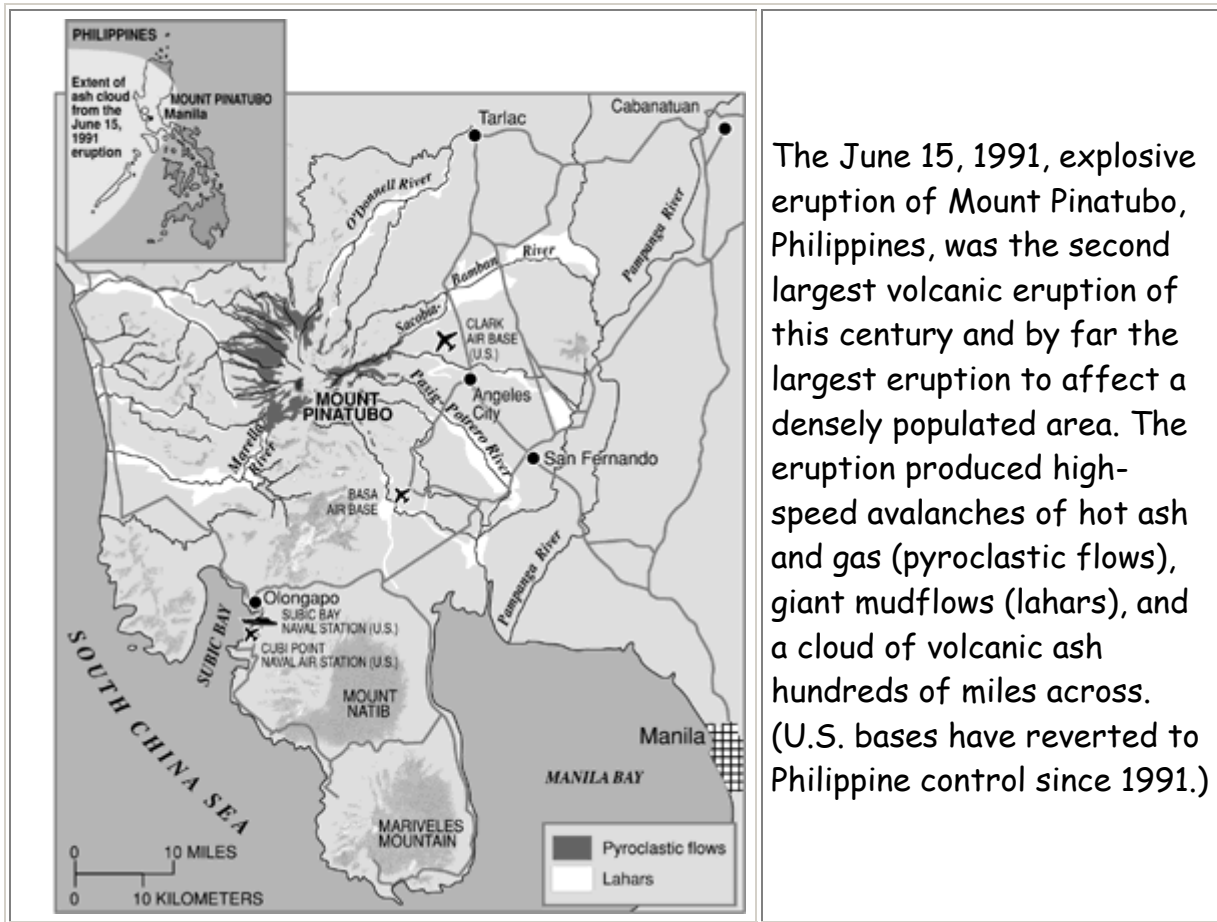 PHILIPPINES
Extent of
ash cloud
from the
June 15,
1991
eruption
MOUNT PINATUBO
Manila
Tarlac
Cabanatuan
O'Donnell River
Pampanga River
Sacobia-Bamban River
CLARK
AIR BASE
(U.S.)
MOUNT
PINATUBO
Angeles
City
Pasig-Potrero River
Marella
River
San Fernando
BASA
AIR BASE
Pampanga River
Olongapo
SUBIC BAY
NAVAL STATION (U.S.)
CUBI POINT
NAVAL AIR STATION (U.S.)
SUBIC BAY
SOUTH CHINA SEA
MOUNT
NATIB
Manila
MANILA BAY
MARIVELES
MOUNTAIN
0 10 MILES
0 10 KILOMETERS
Pyroclastic flows
Lahars
The June 15, 1991, explosive
eruption of Mount Pinatubo,
Philippines, was the second
largest volcanic eruption of
this century and by far the
largest eruption to affect a
densely populated area. The
eruption produced high-
speed avalanches of hot ash
and gas (pyroclastic flows),
giant mudflows (lahars), and
a cloud of volcanic ash
hundreds of miles across.
(U.S. bases have reverted to
Philippine control since 1991.)